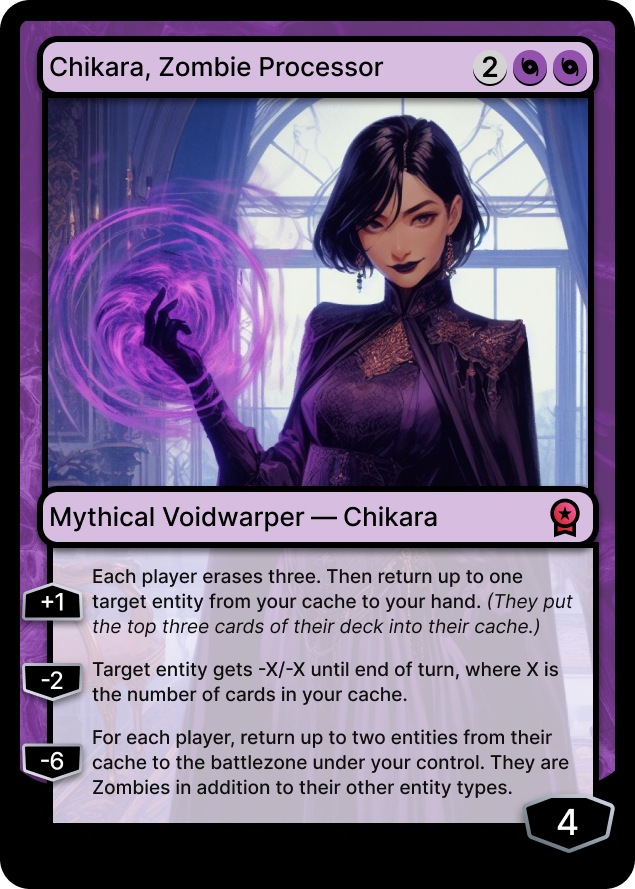 Chikara, Zombie Processor
2
Mythical Voidwarper — Chikara
+1
Each player erases three. Then return up to one
target entity from your cache to your hand. (They put
the top three cards of their deck into their cache.)
-2
Target entity gets -X/-X until end of turn, where X is
the number of cards in your cache.
-6
For each player, return up to two entities from their
cache to the battlezone under your control. They are
Zombies in addition to their other entity types.
4